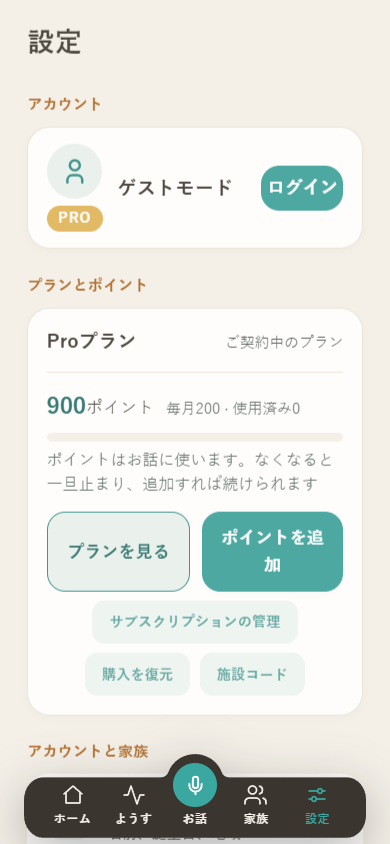 設定
アカウント
ゲストモード
ログイン
PRO
プランとポイント
Proプラン
ご契約中のプラン
900ポイント 毎月200・使用済み0
ポイントはお話に使います。なくなると
一旦止まり、追加すれば続けられます
プランを見る
ポイントを追
加
サブスクリプションの管理
購入を復元
施設コード
アカウントと家族
ホーム
ようす
お話
家族
設定